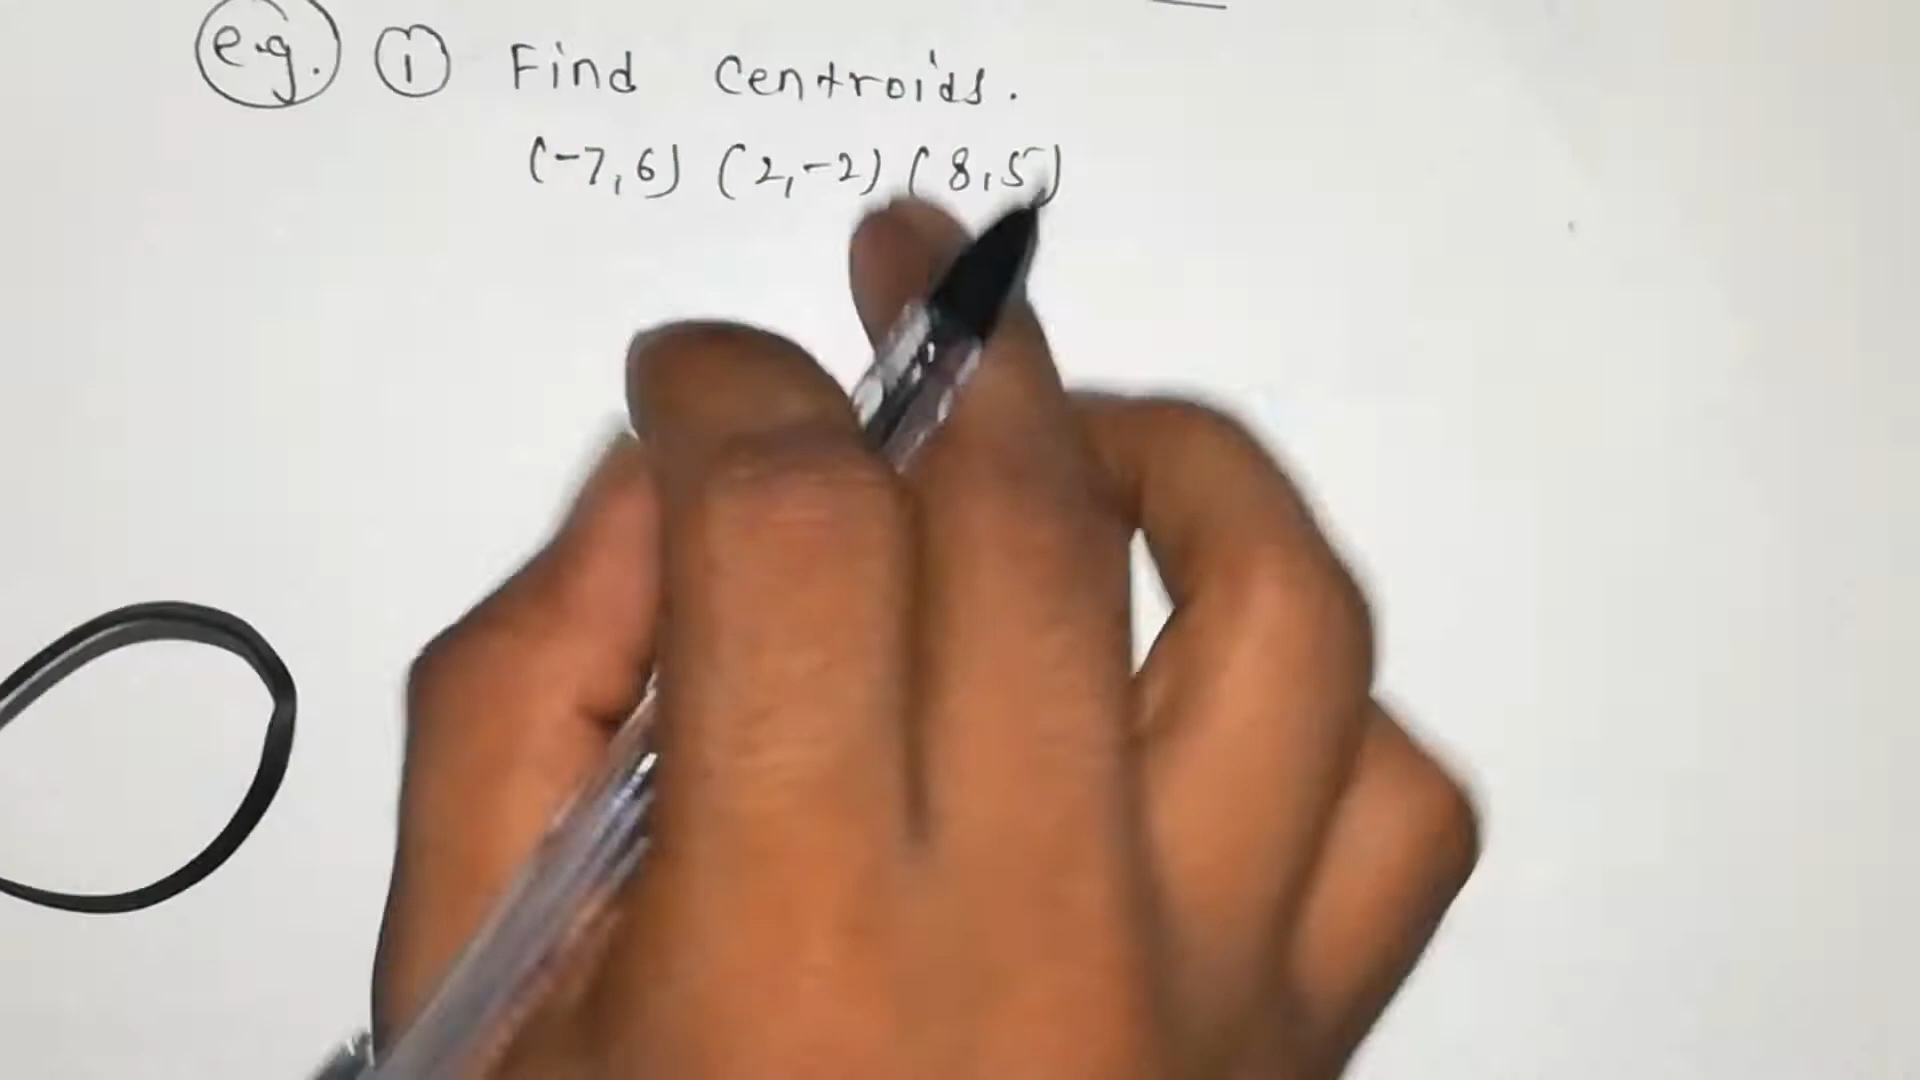 e.g. ① Find Centroids.
(-7,6) (2,-2) (8,5)